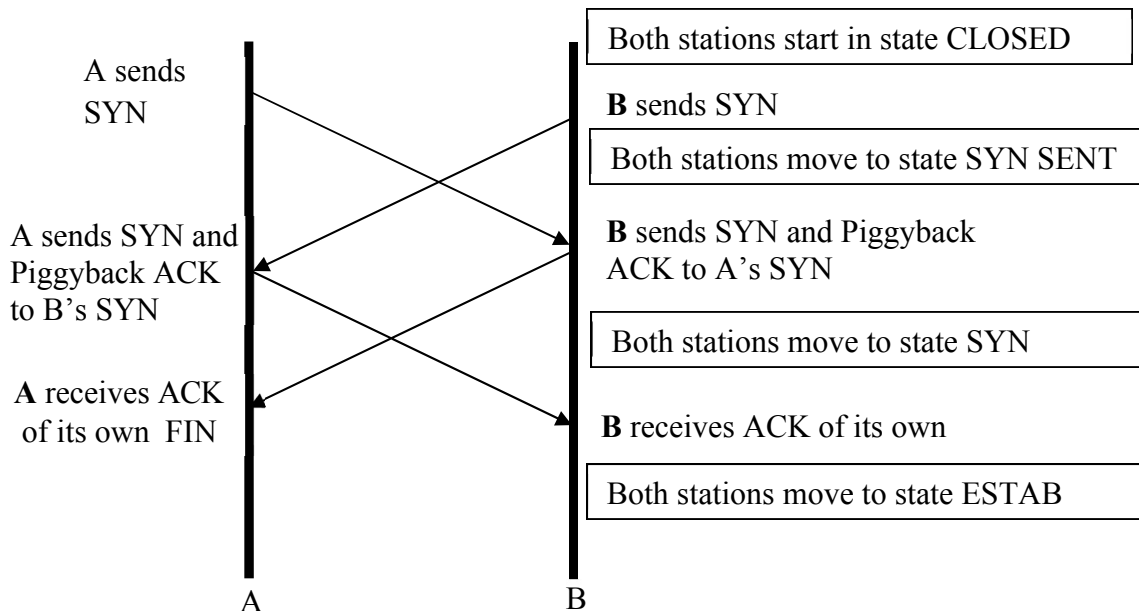 Both stations start in state CLOSED
A sends
SYN
B sends SYN
Both stations move to state SYN SENT
A sends SYN and
Piggyback ACK
to B's SYN
B sends SYN and Piggyback
ACK to A's SYN
Both stations move to state SYN
A receives ACK
of its own FIN
B receives ACK of its own
Both stations move to state ESTAB
A
B